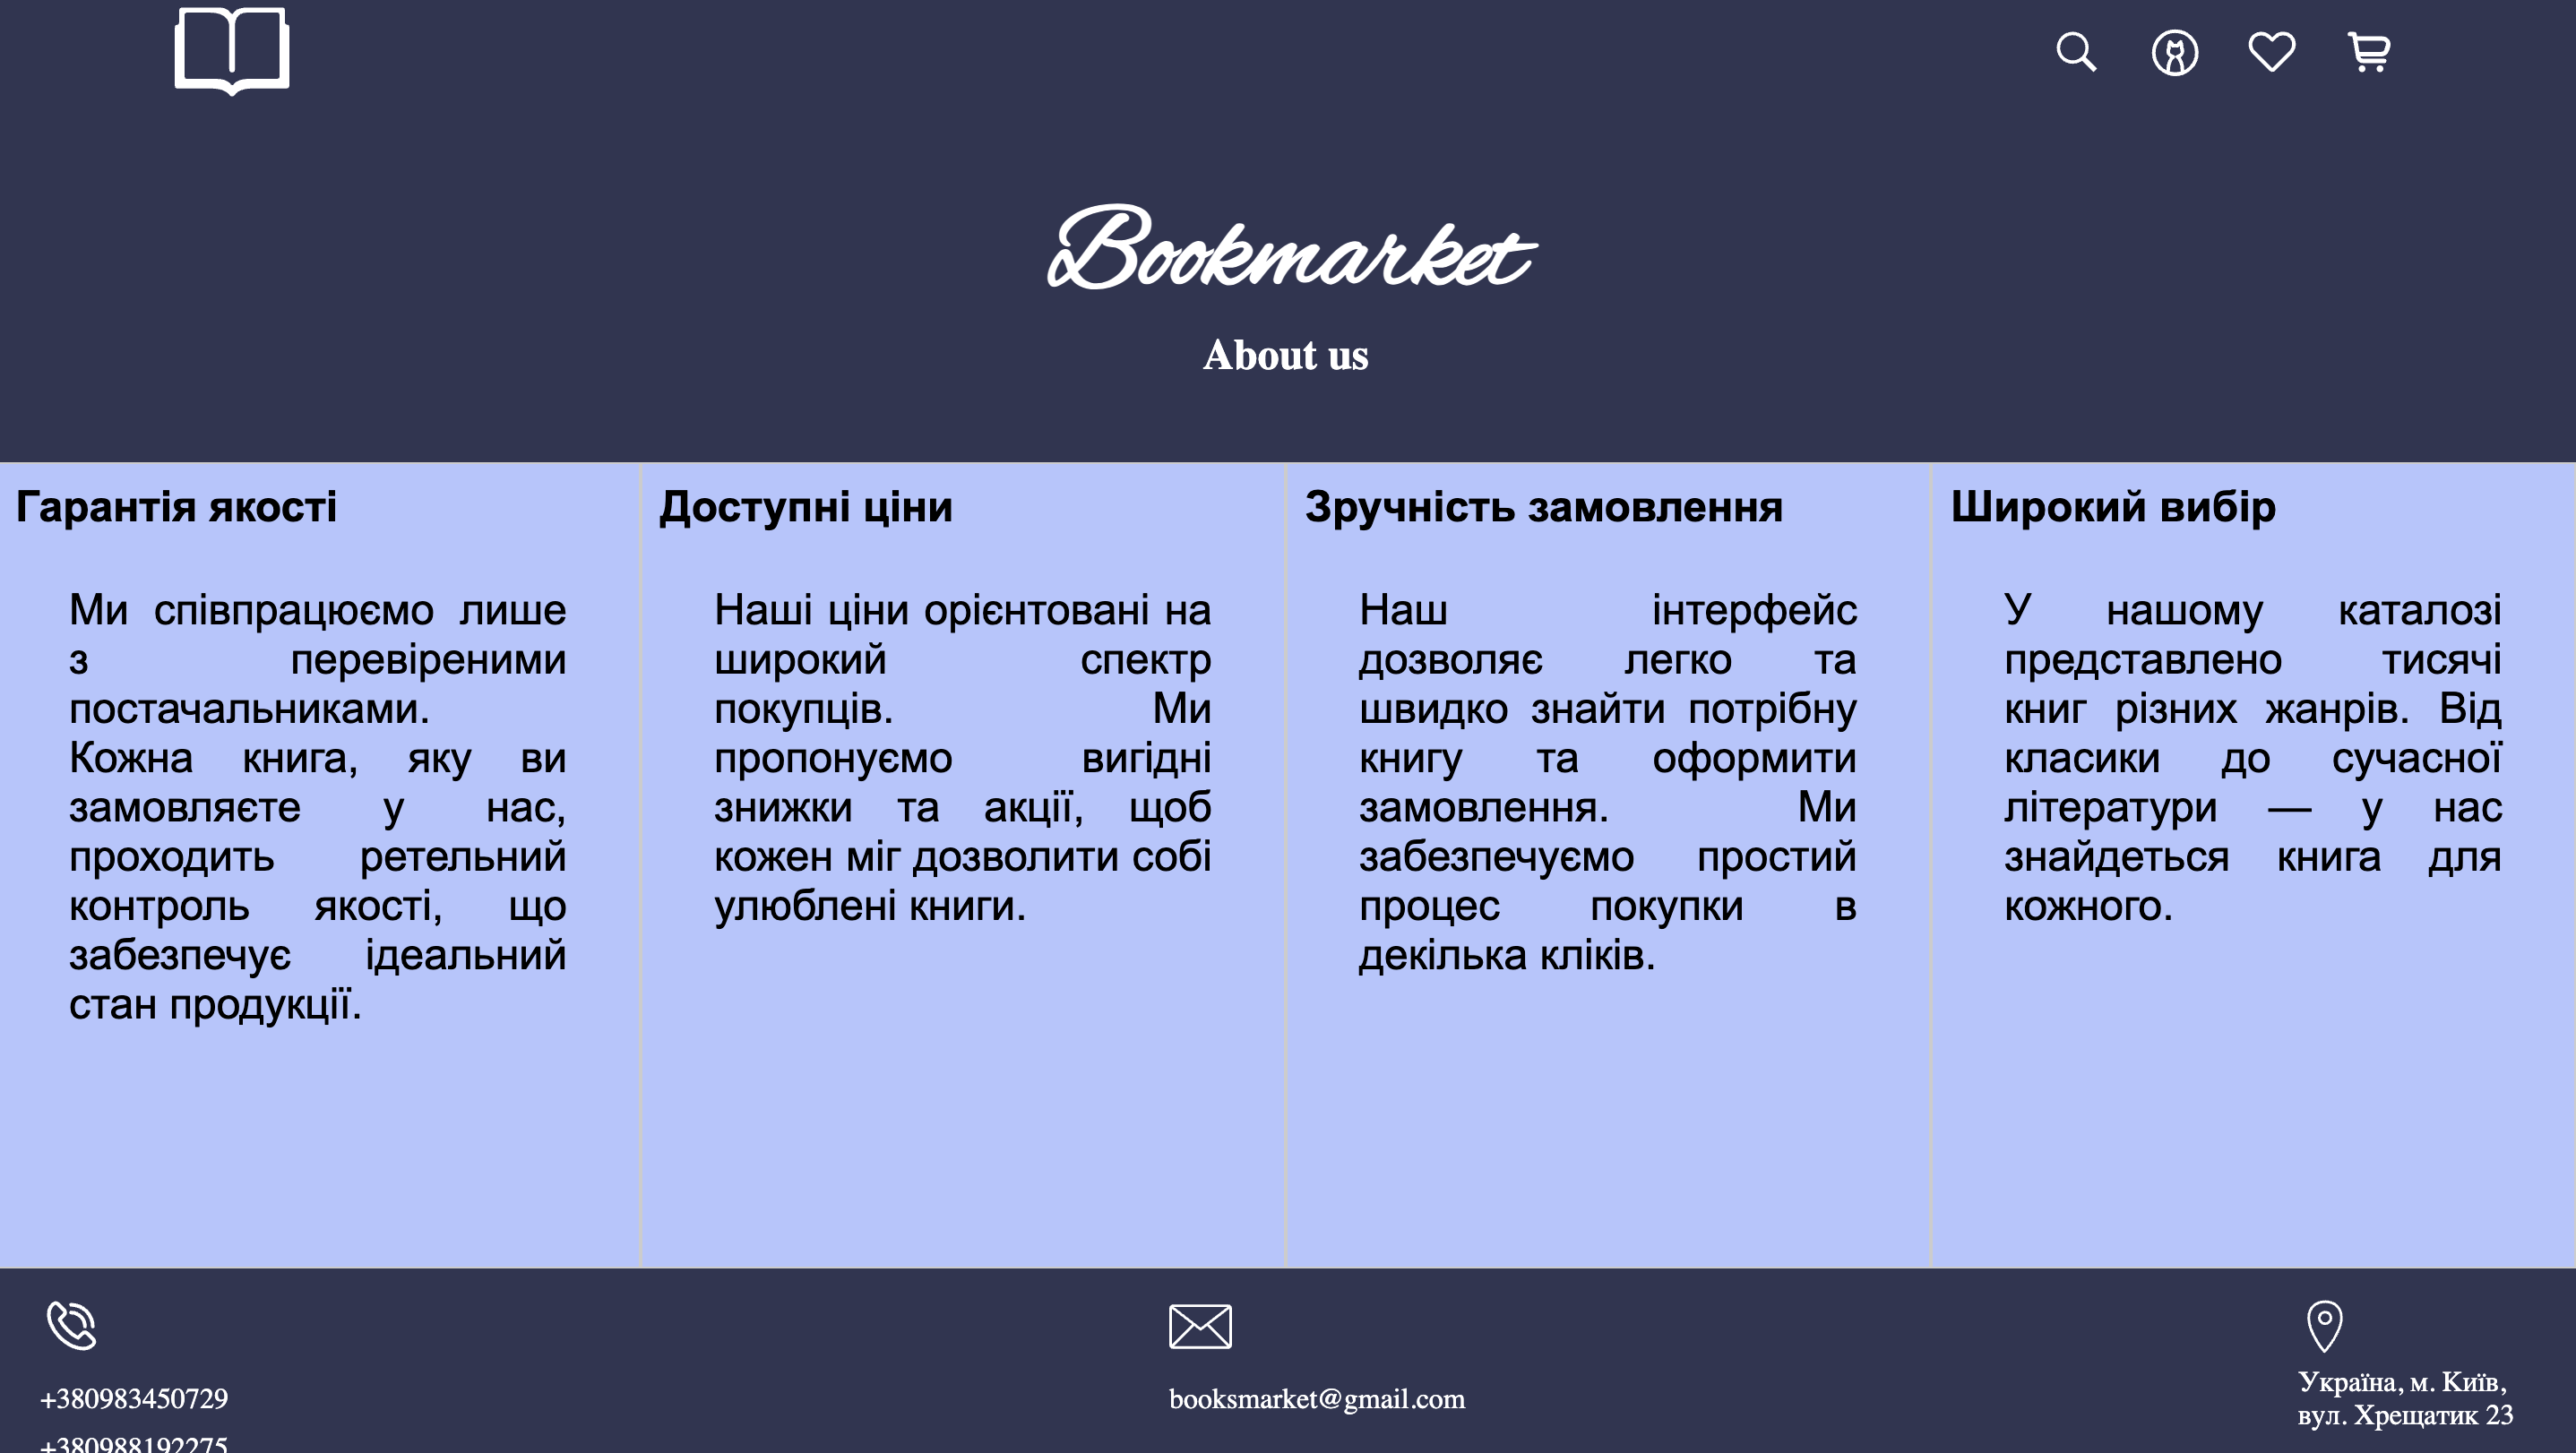 Bookmarket
About us
Гарантія якості
Ми співпрацюємо лише
з перевіреними
постачальниками.
Кожна книга, яку ви
замовляєте у нас,
проходить ретельний
контроль якості, що
забезпечує ідеальний
стан продукції.
Доступні ціни
Наші ціни орієнтовані на
широкий спектр
покупців. Ми
пропонуємо вигідні
знижки та акції, щоб
кожен міг дозволити собі
улюблені книги.
Зручність замовлення
Наш інтерфейс
дозволяє легко та
швидко знайти потрібну
книгу та оформити
замовлення. Ми
забезпечуємо простий
процес покупки в
декілька кліків.
Широкий вибір
У нашому каталозі
представлено тисячі
книг різних жанрів. Від
класики до сучасної
літератури — у нас
знайдеться книга для
кожного.
+380983450729
+380988192275
booksmarket@gmail.com
Україна, м. Київ,
вул. Хрещатик 23